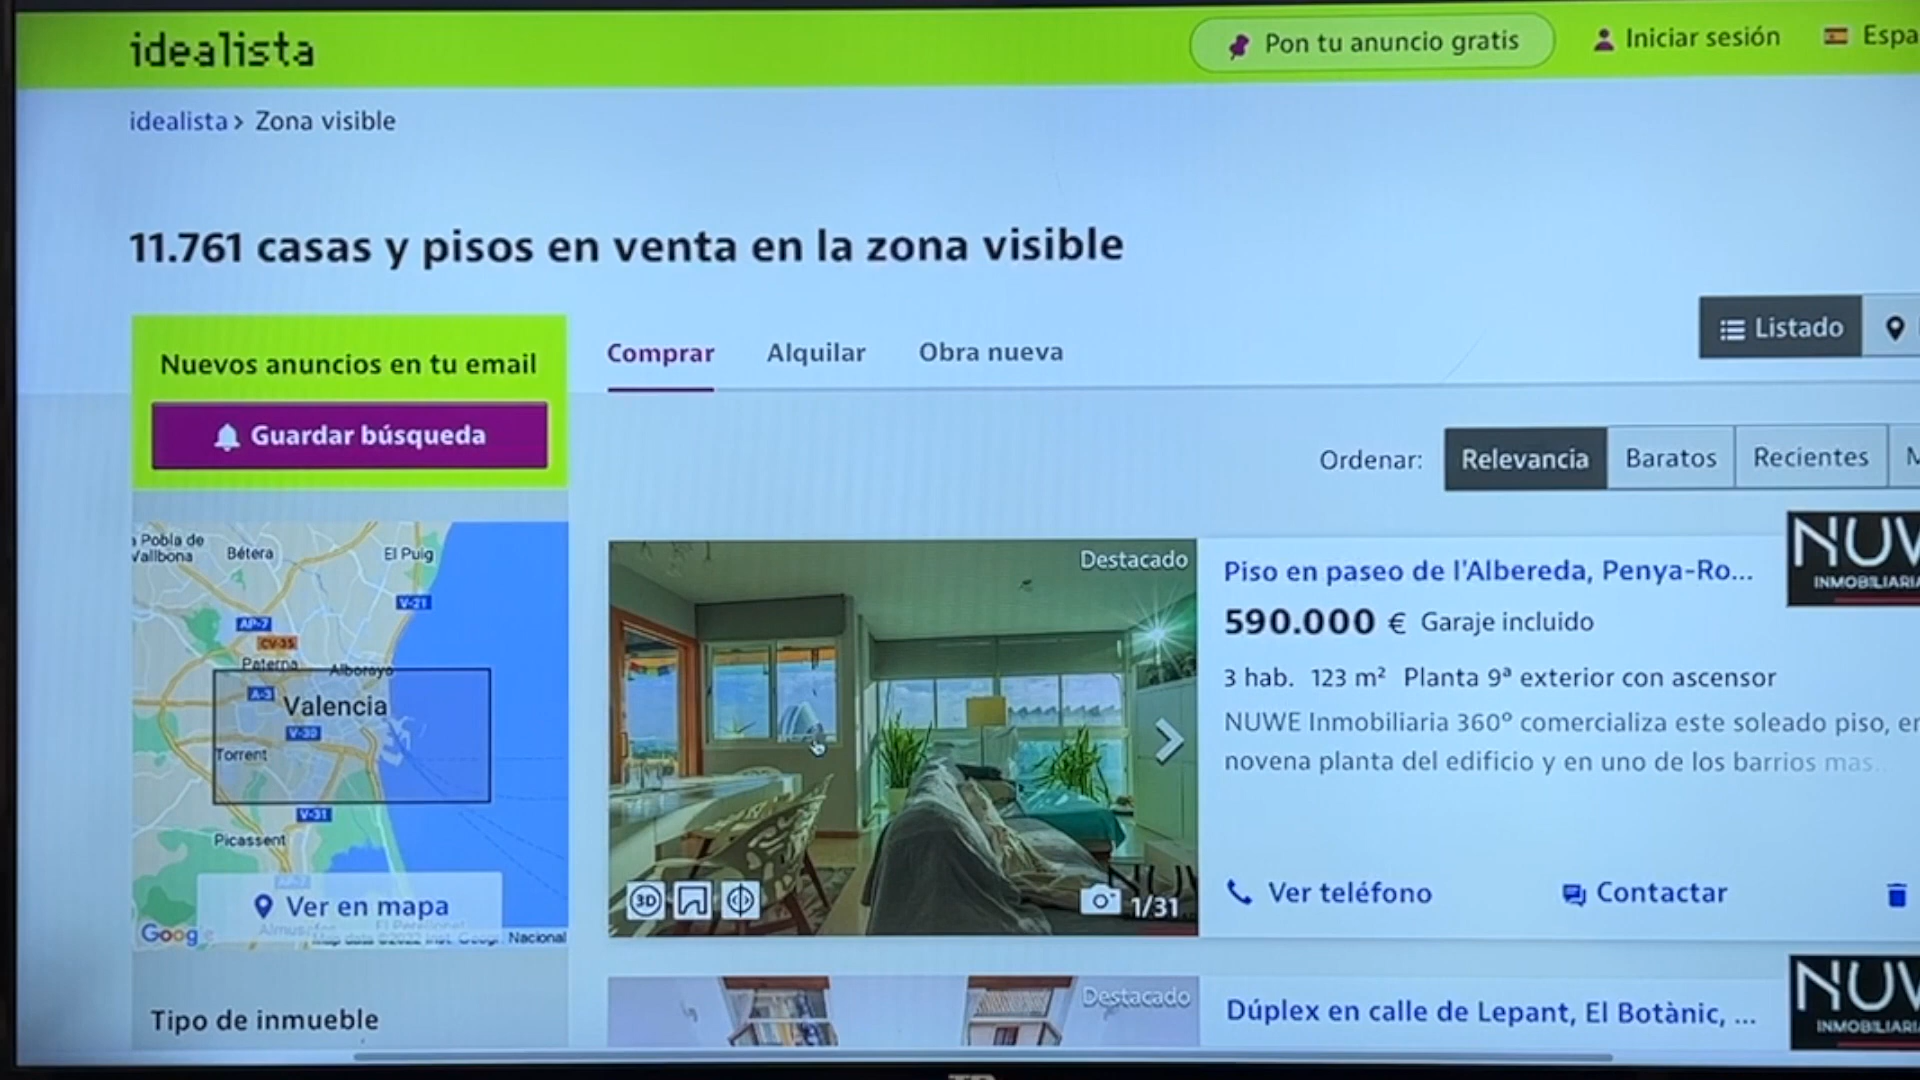 idealista
Pon tu anuncio gratis
Iniciar sesión
idealista > Zona visible
11.761 casas y pisos en venta en la zona visible
Nuevos anuncios en tu email
Guardar búsqueda
Comprar
Alquilar
Obra nueva
Listado
Ordenar:
Relevancia
Baratos
Recientes
Pobla de
Vallbona
Bétera
El Puig
V-21
AP-7
CV-35
Paterna
Alboraya
A-3
Valencia
V-30
Torrent
V-31
Picassent
AP-7
Ver en mapa
Google
Nacional
Tipo de inmueble
Destacado
3D
1/31
Piso en paseo de l'Albereda, Penya-Ro...
590.000 € Garaje incluido
3 hab. 123 m² Planta 9ª exterior con ascensor
NUWE Inmobiliaria 360º comercializa este soleado piso, en
novena planta del edificio y en uno de los barrios mas...
Ver teléfono
Contactar
INMOBILIARIA
Destacado
Dúplex en calle de Lepant, El Botànic, ...
INMOBILIARIA